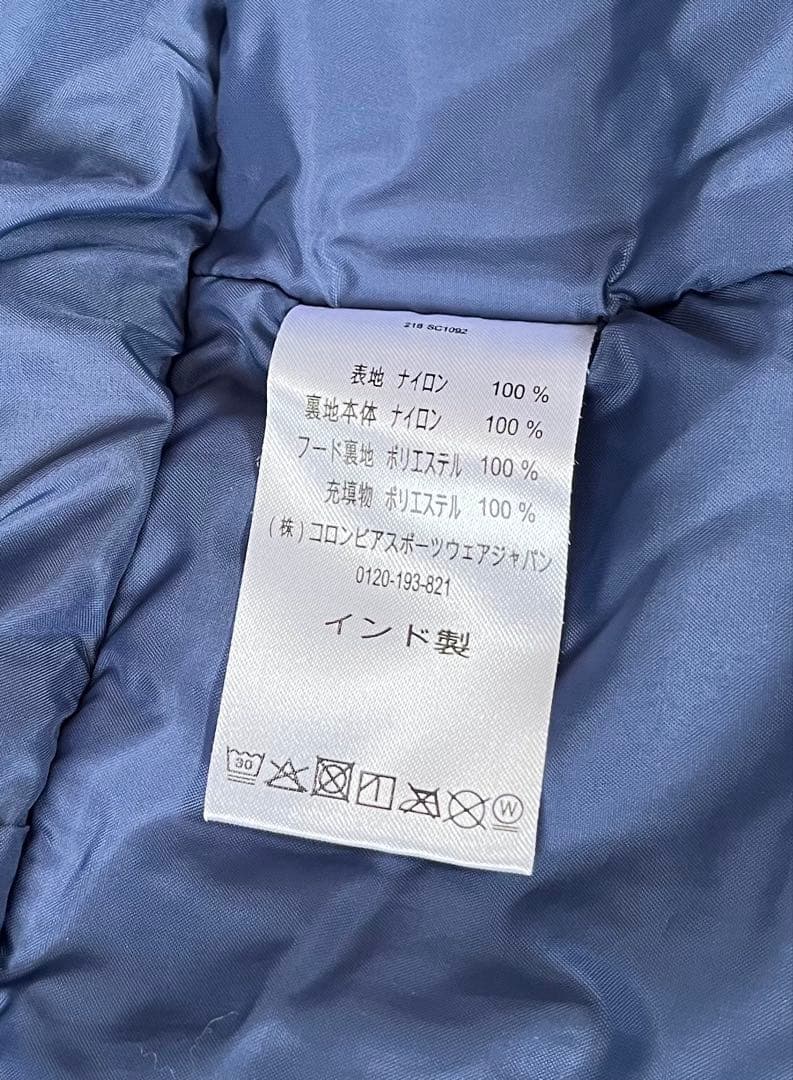 218 SC1092
表地 ナイロン 100 %
裏地本体 ナイロン 100 %
フード裏地 ポリエステル 100 %
充填物 ポリエステル 100 %
(株)コロンビアスポーツウェアジャパン
0120-193-821
インド製
30 W